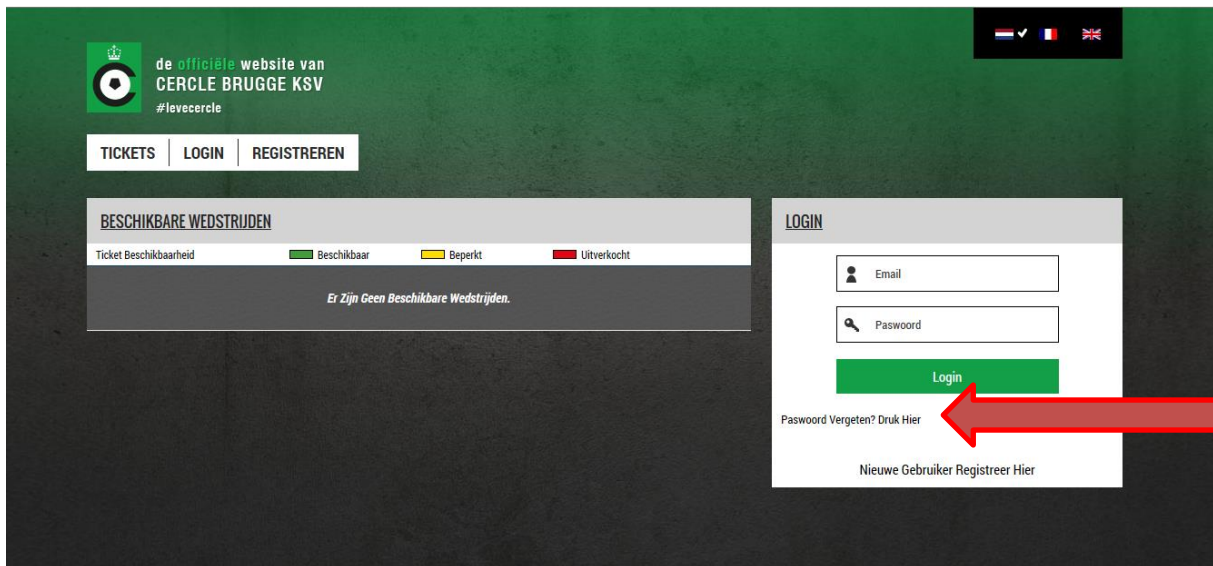 de officiële website van
CERCLE BRUGGE KSV
#levecercle
TICKETS LOGIN REGISTREREN
BESCHIKBARE WEDSTRIJDEN
Ticket Beschikbaarheid Beschikbaar Beperkt Uitverkocht
Er Zijn Geen Beschikbare Wedstrijden.
LOGIN
Email
Paswoord
Login
Paswoord Vergeten? Druk Hier
Nieuwe Gebruiker Registreer Hier